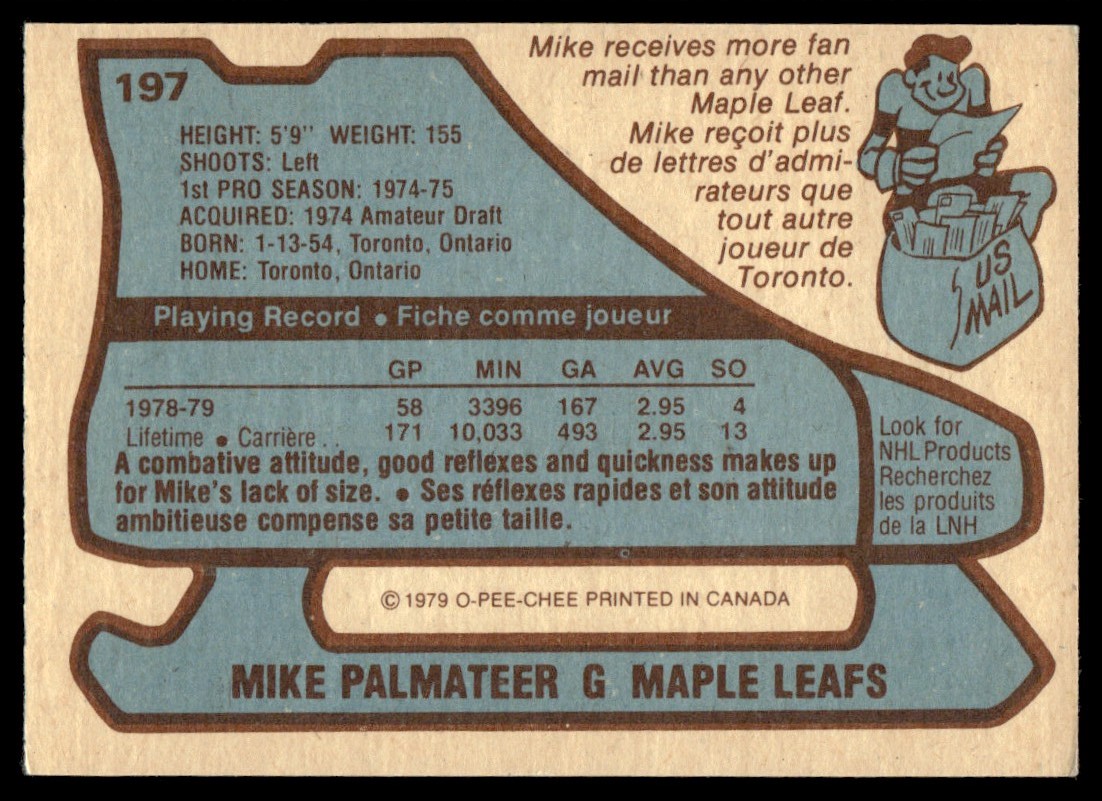 197
HEIGHT: 5'9" WEIGHT: 155
SHOOTS: Left
1st PRO SEASON: 1974-75
ACQUIRED: 1974 Amateur Draft
BORN: 1-13-54, Toronto, Ontario
HOME: Toronto, Ontario
Mike receives more fan
mail than any other
Maple Leaf.
Mike reçoit plus
de lettres d'admi-
rateurs que
tout autre
joueur de
Toronto.
US
MAIL
Playing Record • Fiche comme joueur
GP MIN GA AVG SO
1978-79 58 3396 167 2.95 4
Lifetime • Carrière . . 171 10,033 493 2.95 13
A combative attitude, good reflexes and quickness makes up
for Mike's lack of size. • Ses réflexes rapides et son attitude
ambitieuse compense sa petite taille.
Look for
NHL Products
Recherchez
les produits
de la LNH
© 1979 O-PEE-CHEE PRINTED IN CANADA
MIKE PALMATEER G MAPLE LEAFS